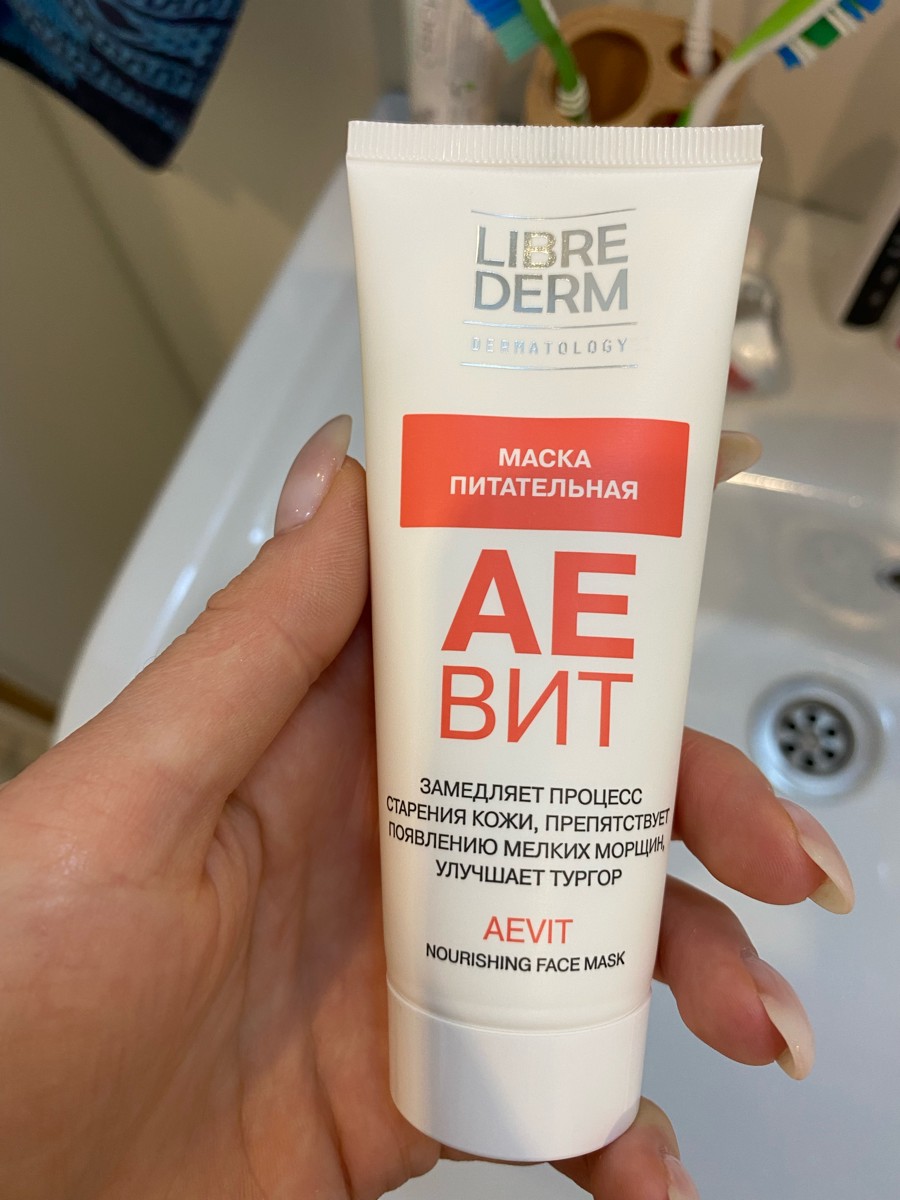 LIBRE
DERM
DERMATOLOGY
МАСКА
ПИТАТЕЛЬНАЯ
АЕ
ВИТ
ЗАМЕДЛЯЕТ ПРОЦЕСС
СТАРЕНИЯ КОЖИ, ПРЕПЯТСТВУЕТ
ПОЯВЛЕНИЮ МЕЛКИХ МОРЩИН,
УЛУЧШАЕТ ТУРГОР
AEVIT
NOURISHING FACE MASK